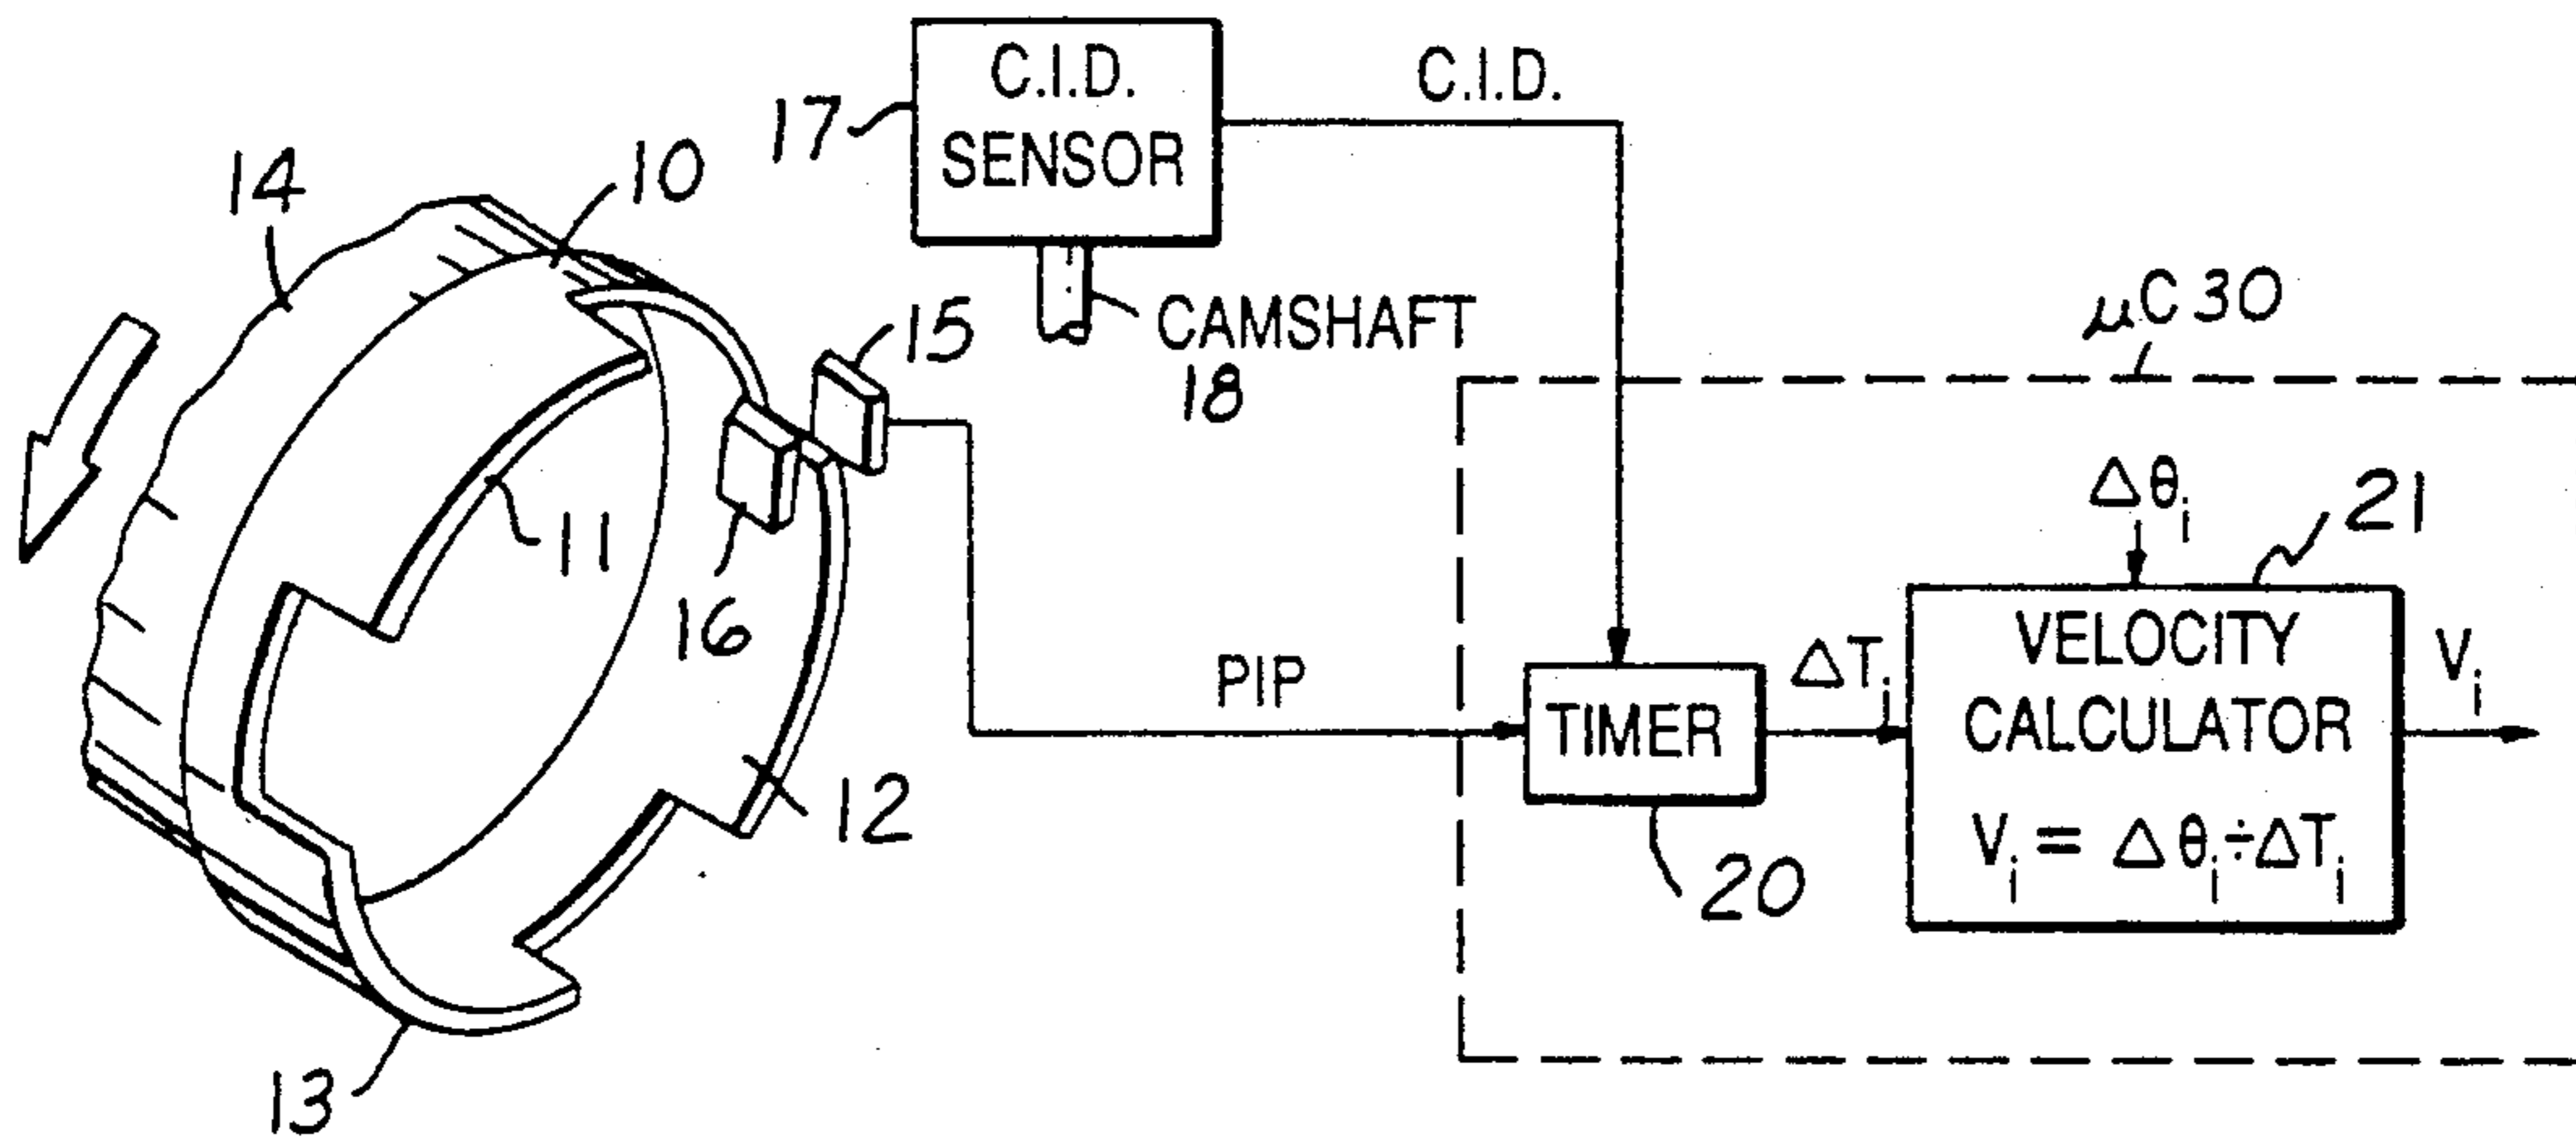 C.I.D.
SENSOR
C.I.D.
17
14
10
CAMSHAFT
18
15
μC 30
11
16
Δθi
21
PIP
TIMER
20
ΔTi
VELOCITY
CALCULATOR
Vi = Δθi ÷ ΔTi
Vi
12
13